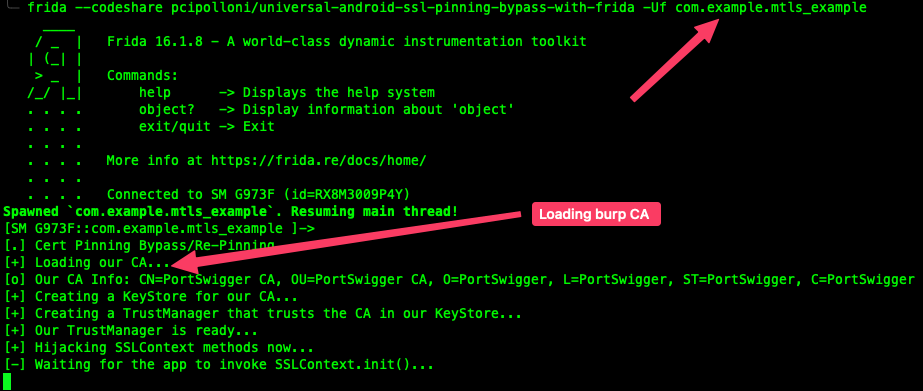 frida --codeshare pcipolloni/universal-android-ssl-pinning-bypass-with-frida -Uf com.example.mtls_example
    ____
   / _  |   Frida 16.1.8 - A world-class dynamic instrumentation toolkit
  | (_| |
   > _  |   Commands:
  /_/ |_|       help      -> Displays the help system
  . . . .       object?   -> Display information about 'object'
  . . . .       exit/quit -> Exit
  . . . .
  . . . .   More info at https://frida.re/docs/home/
  . . . .
  . . . .   Connected to SM G973F (id=RX8M3009P4Y)
Spawned `com.example.mtls_example`. Resuming main thread!
Loading burp CA
[SM G973F::com.example.mtls_example ]->
[.] Cert Pinning Bypass/Re-Pinning
[+] Loading our CA...
[o] Our CA Info: CN=PortSwigger CA, OU=PortSwigger CA, O=PortSwigger, L=PortSwigger, ST=PortSwigger, C=PortSwigger
[+] Creating a KeyStore for our CA...
[+] Creating a TrustManager that trusts the CA in our KeyStore...
[+] Our TrustManager is ready...
[+] Hijacking SSLContext methods now...
[-] Waiting for the app to invoke SSLContext.init()...